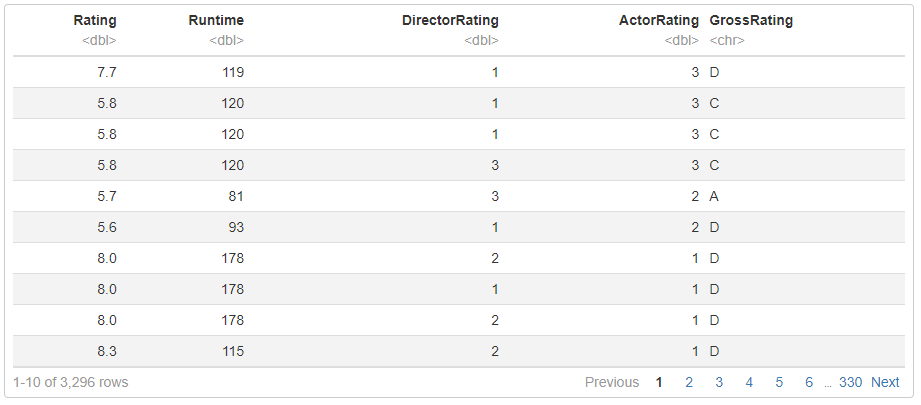 Rating Runtime DirectorRating ActorRating GrossRating
<dbl> <dbl> <dbl> <dbl> <chr>
7.7 119 1 3 D
5.8 120 1 3 C
5.8 120 1 3 C
5.8 120 3 3 C
5.7 81 3 2 A
5.6 93 1 2 D
8.0 178 2 1 D
8.0 178 1 1 D
8.0 178 2 1 D
8.3 115 2 1 D
1-10 of 3,296 rows Previous 1 2 3 4 5 6 ... 330 Next